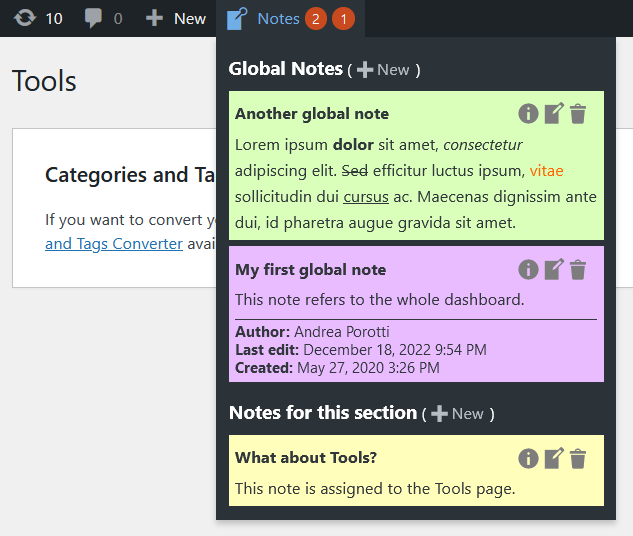 10 0 New Notes 2 1
Tools
Global Notes ( New )
Another global note
Lorem ipsum dolor sit amet, consectetur
adipiscing elit. Sed efficitur luctus ipsum, vitae
sollicitudin dui cursus ac. Maecenas dignissim ante
dui, id pharetra augue gravida sit amet.
My first global note
This note refers to the whole dashboard.
Author: Andrea Porotti
Last edit: December 18, 2022 9:54 PM
Created: May 27, 2020 3:26 PM
Notes for this section ( New )
What about Tools?
This note is assigned to the Tools page.
Categories and Ta
If you want to convert y
and Tags Converter avai